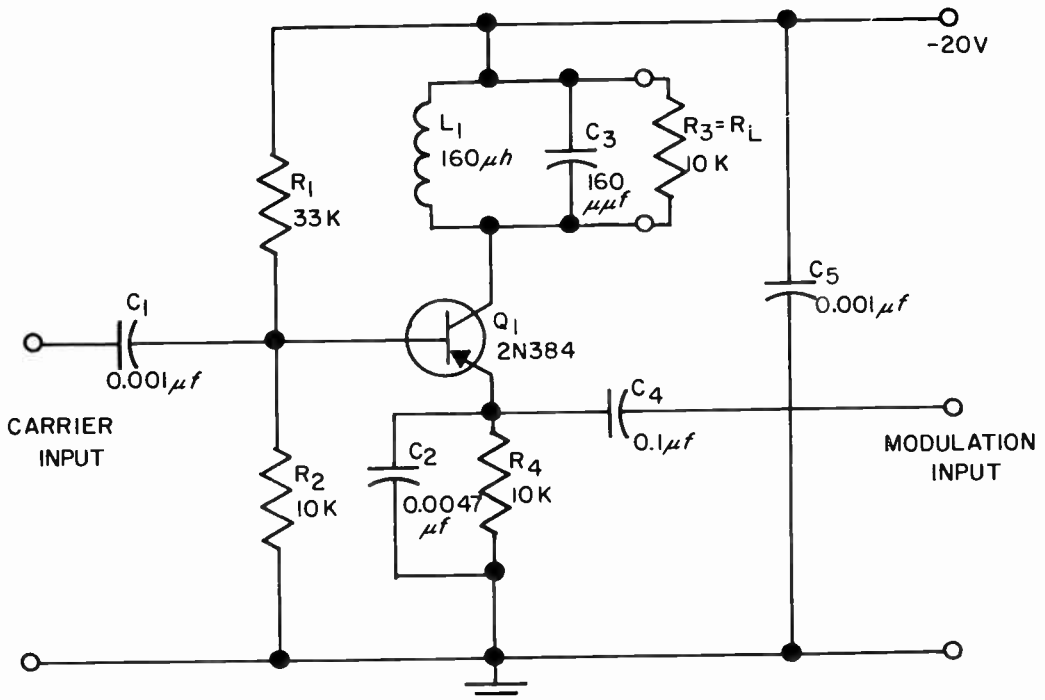 -20V
L1
160µh
C3
160
µµf
R3=RL
10K
R1
33K
C5
0.001µf
C1
0.001µf
Q1
2N384
CARRIER
INPUT
C4
0.1µf
MODULATION
INPUT
C2
0.0047
µf
R4
10K
R2
10K